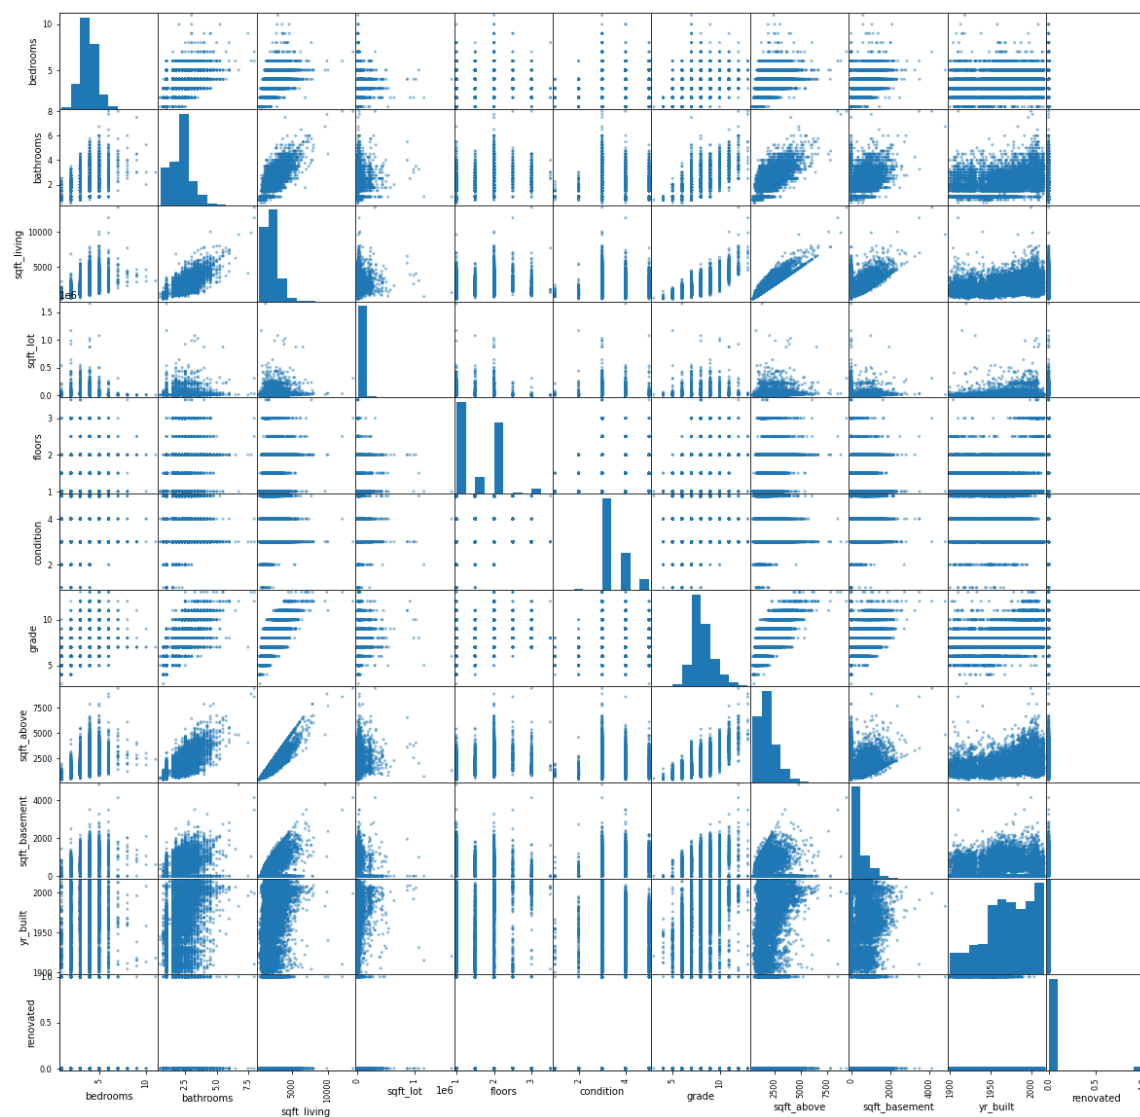 10
5
bedrooms
8
6
4
2
bathrooms
10000
5000
sqft_living
1e6
1.5
1.0
0.5
0.0
sqft_lot
3
2
1
floors
4
2
condition
10
5
grade
7500
5000
2500
sqft_above
4000
2000
0
sqft_basement
2000
1950
1900
yr_built
1.0
0.5
0.0
renovated
5 10 2.5 5.0 7.5 5000 10000 0 1e6 1 2 3 2 4 5 10 2500 5000 7500 0 2000 4000 1900 1950 2000 0.0 0.5
bedrooms bathrooms sqft_living sqft_lot floors condition grade sqft_above sqft_basement yr_built renovated